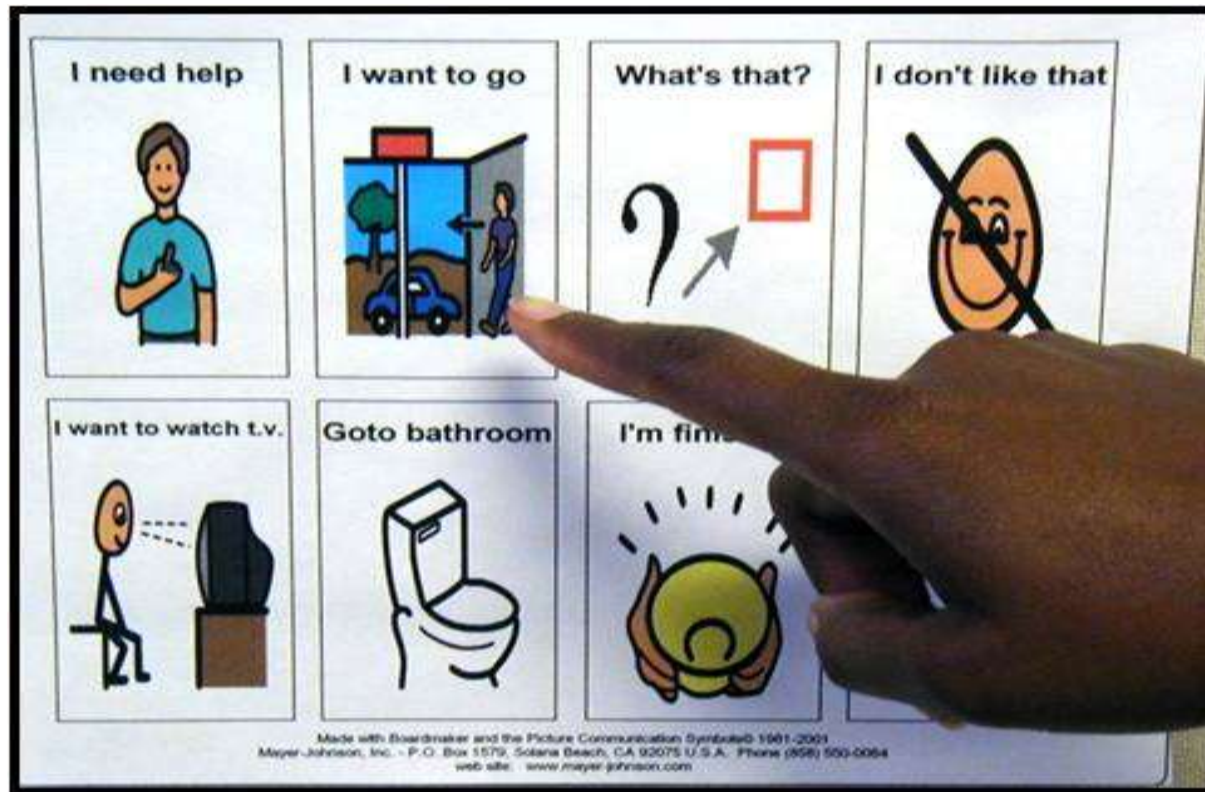 I need help
I want to go
What's that?
I don't like that
I want to watch t.v.
Goto bathroom
I'm
Made with Boardmaker and the Picture Communication Symbols© 1981-2001
Mayer-Johnson, Inc. - P.O. Box 1579, Solana Beach, CA 92075 U.S.A. Phone (858) 550-0084
web site: www.mayer-johnson.com